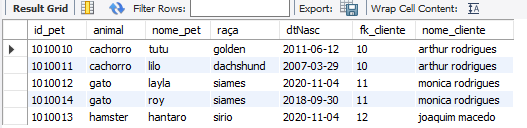 Result Grid Filter Rows: Export: Wrap Cell Content: IA
id_pet animal nome_pet raça dtNasc fk_cliente nome_cliente
1010010 cachorro tutu golden 2011-06-12 10 arthur rodrigues
1010011 cachorro lilo dachshund 2007-03-29 10 arthur rodrigues
1010012 gato layla siames 2020-11-04 11 monica rodrigues
1010014 gato roy siames 2018-09-30 11 monica rodrigues
1010013 hamster hantaro sirio 2020-11-04 12 joaquim macedo